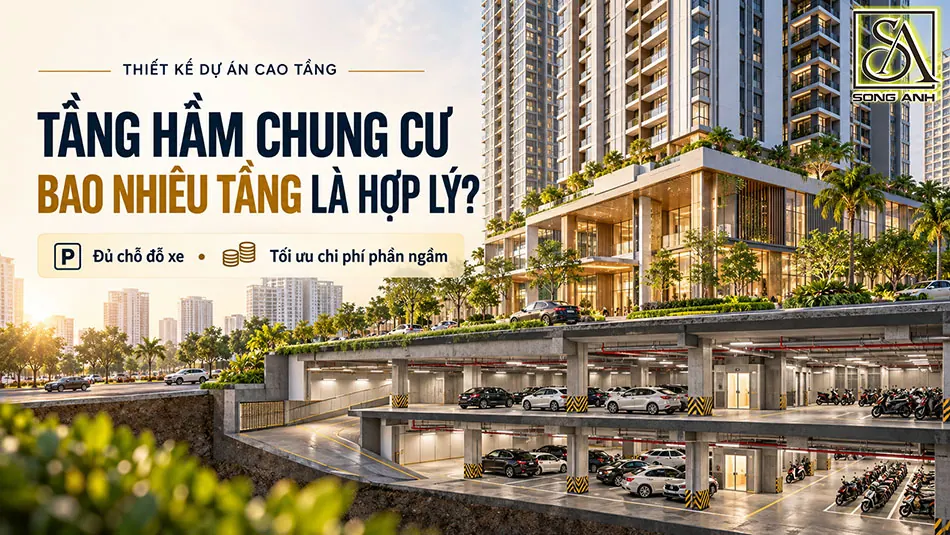 THIẾT KẾ DỰ ÁN CAO TẦNG
TẦNG HẦM CHUNG CƯ
BAO NHIÊU TẦNG LÀ HỢP LÝ?
P Đủ chỗ đỗ xe • Tối ưu chi phí phần ngầm
SA
SONG ANH